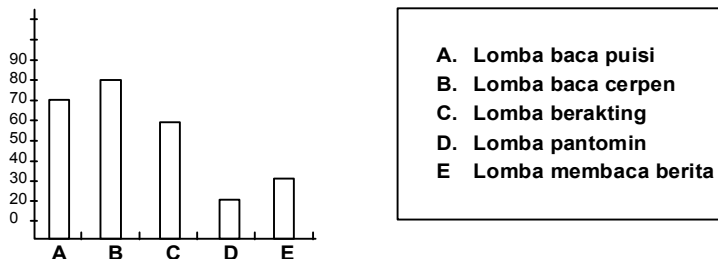 90
80
70
60
50
40
30
20
0
A B C D E
A. Lomba baca puisi
B. Lomba baca cerpen
C. Lomba berakting
D. Lomba pantomin
E Lomba membaca berita